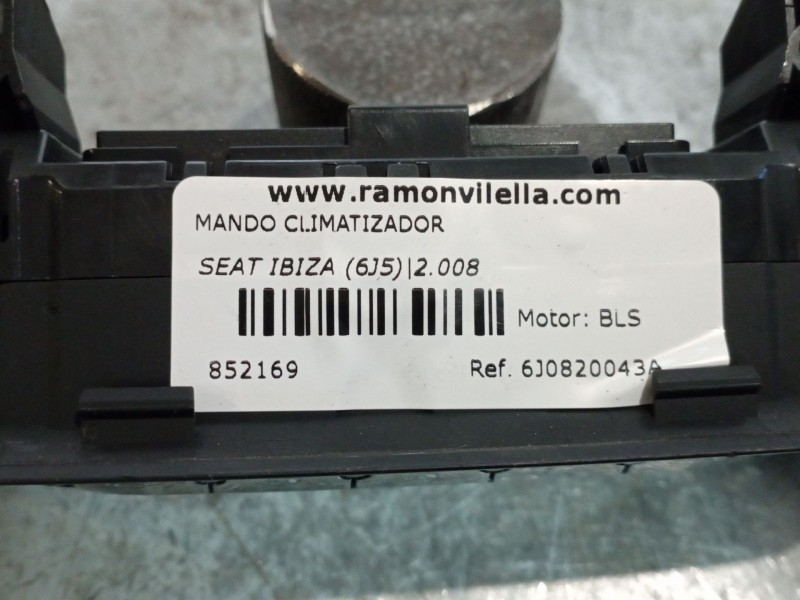 www.ramonvilella.com
MANDO CLIMATIZADOR
SEAT IBIZA (6J5)|2.008
Motor: BLS
852169
Ref. 6J0820043A